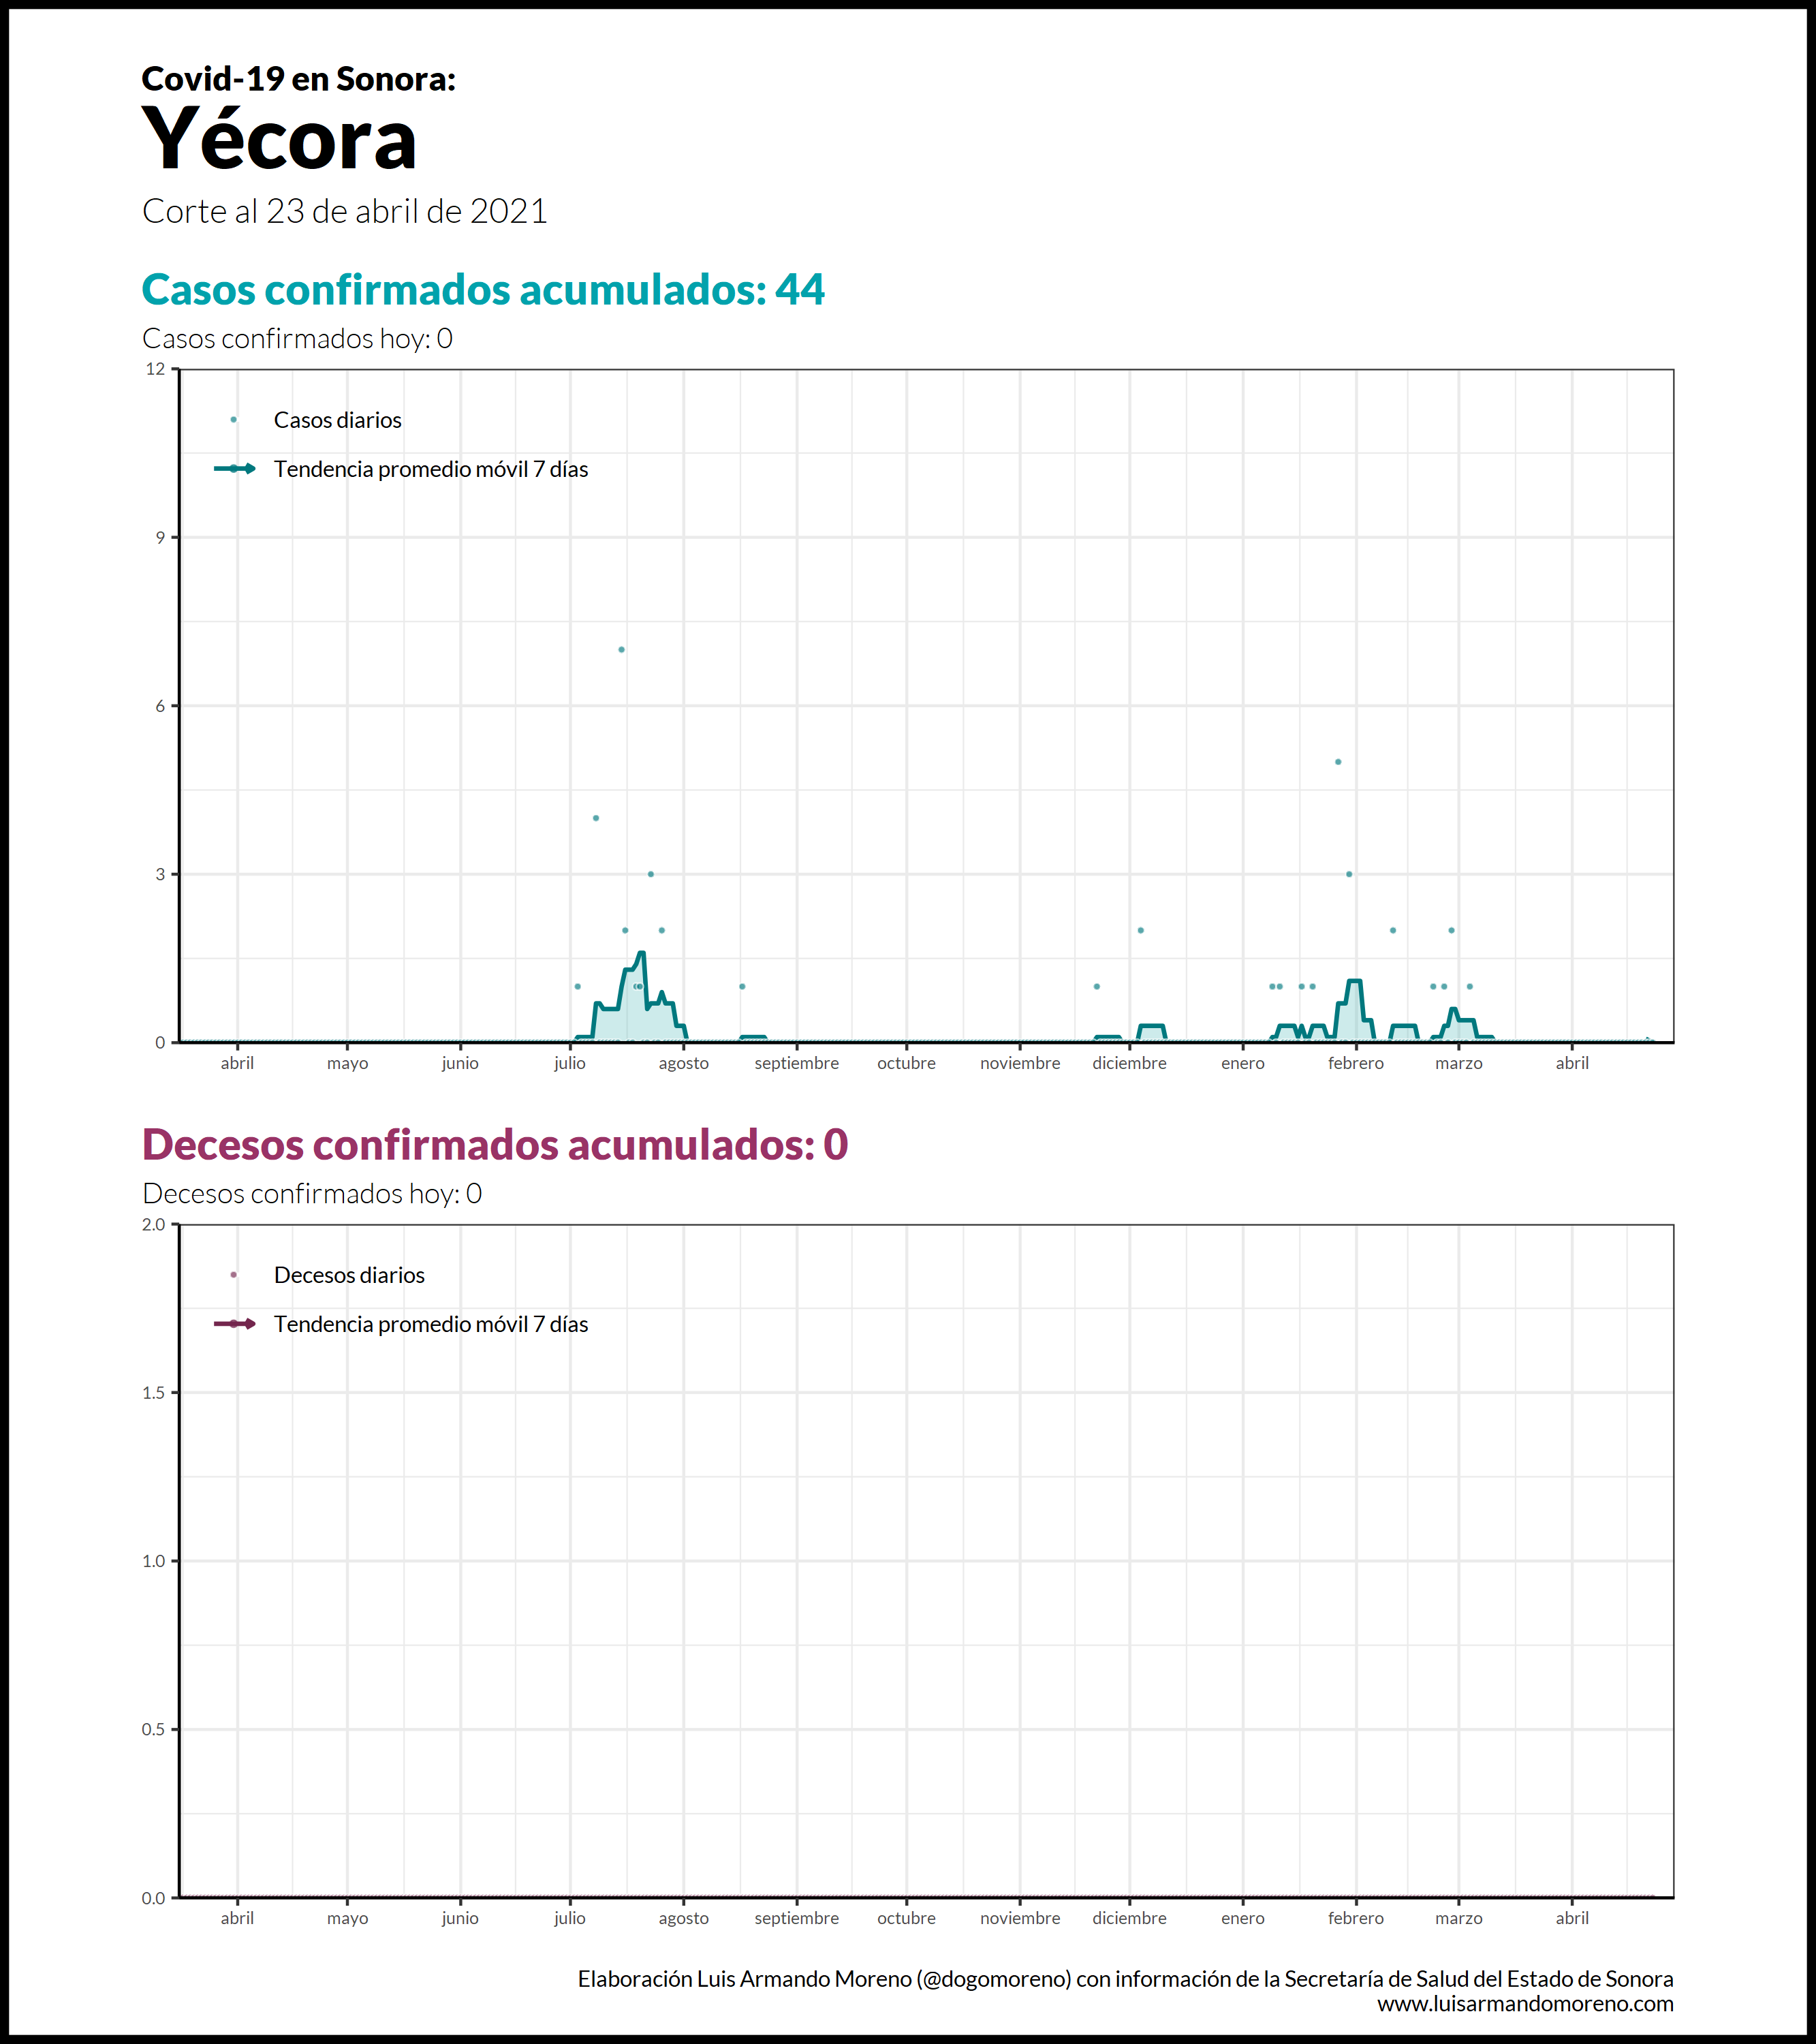 Covid-19 en Sonora:
Yécora
Corte al 23 de abril de 2021
Casos confirmados acumulados: 44
Casos confirmados hoy: 0
12
Casos diarios
Tendencia promedio móvil 7 días
9
6
3
0
abril mayo junio julio agosto septiembre octubre noviembre diciembre enero febrero marzo abril
Decesos confirmados acumulados: 0
Decesos confirmados hoy: 0
2.0
Decesos diarios
Tendencia promedio móvil 7 días
1.5
1.0
0.5
0.0
abril mayo junio julio agosto septiembre octubre noviembre diciembre enero febrero marzo abril
Elaboración Luis Armando Moreno (@dogomoreno) con información de la Secretaría de Salud del Estado de Sonora
www.luisarmandomoreno.com